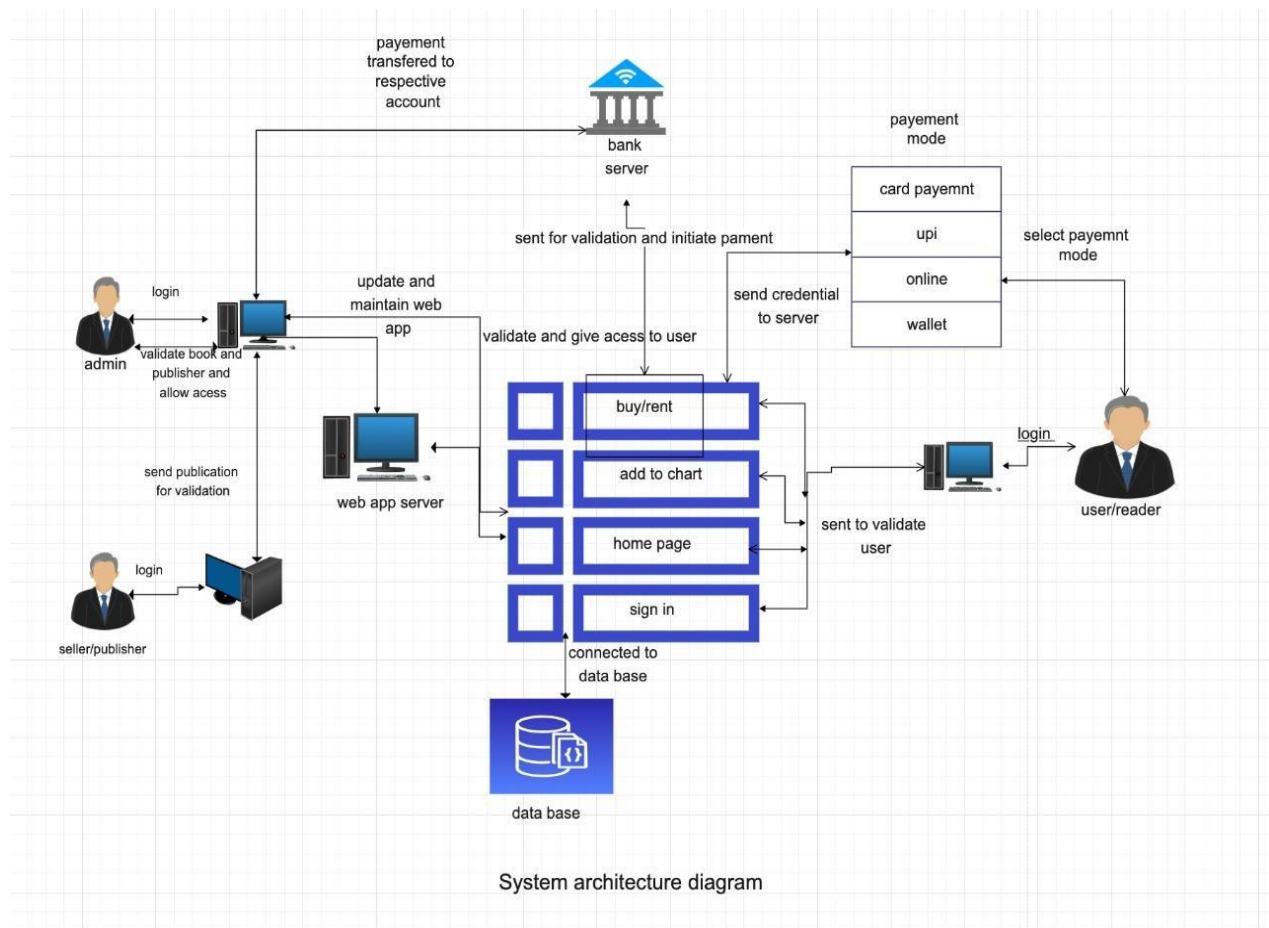 payement
transfered to
respective
account
bank
server
payement
mode
card payemnt
upi
online
wallet
select payemnt
mode
sent for validation and initiate pament
send credential
to server
update and
maintain web
app
validate and give acess to user
login
admin
validate book and
publisher and
allow acess
buy/rent
add to chart
home page
sign in
web app server
send publication
for validation
login
user/reader
sent to validate
user
login
seller/publisher
connected to
data base
data base
System architecture diagram